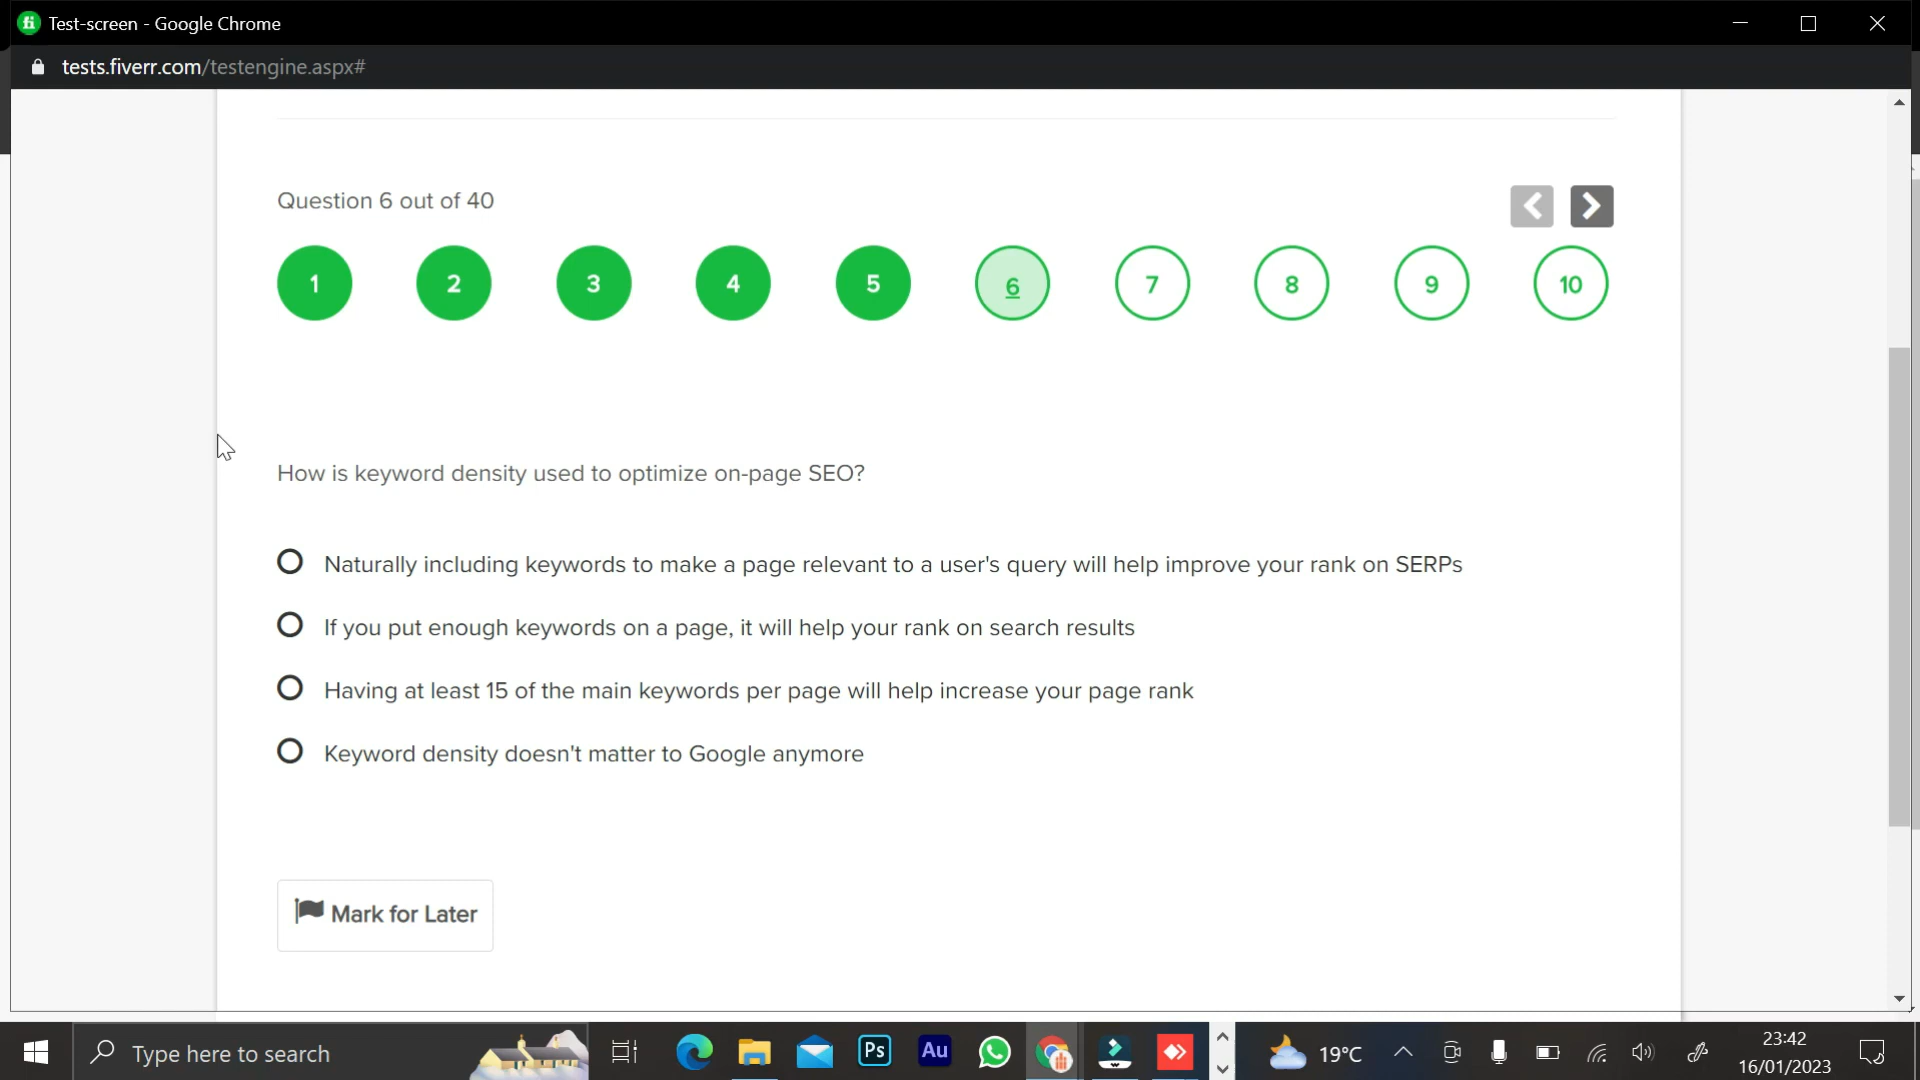 Test-screen - Google Chrome
tests.fiverr.com/testengine.aspx#
Question 6 out of 40
1 2 3 4 5 6 7 8 9 10
How is keyword density used to optimize on-page SEO?
Naturally including keywords to make a page relevant to a user's query will help improve your rank on SERPs
If you put enough keywords on a page, it will help your rank on search results
Having at least 15 of the main keywords per page will help increase your page rank
Keyword density doesn't matter to Google anymore
Mark for Later
Type here to search
Ps
Au
19°C
23:42
16/01/2023